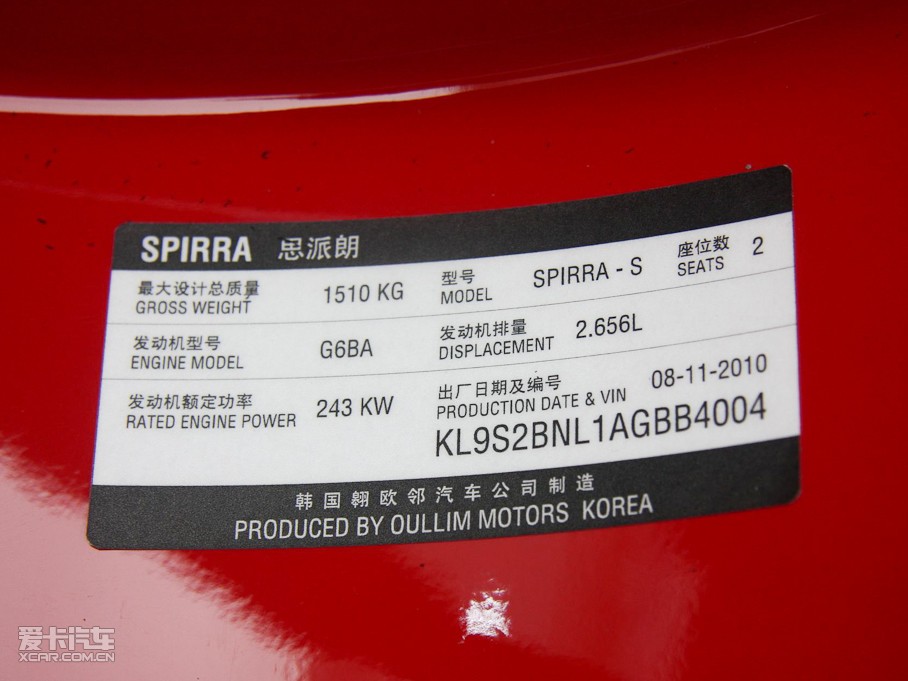 SPIRRA 思派朗
最大设计总质量 1510 KG 型号 SPIRRA - S 座位数 2
GROSS WEIGHT MODEL SEATS
发动机型号 G6BA 发动机排量 2.656L
ENGINE MODEL DISPLACEMENT
发动机额定功率 243 KW 出厂日期及编号 08-11-2010
RATED ENGINE POWER PRODUCTION DATE & VIN
KL9S2BNL1AGBB4004
韩国翱欧邻汽车公司制造
PRODUCED BY OULLIM MOTORS KOREA
爱卡汽车
XCAR.COM.CN